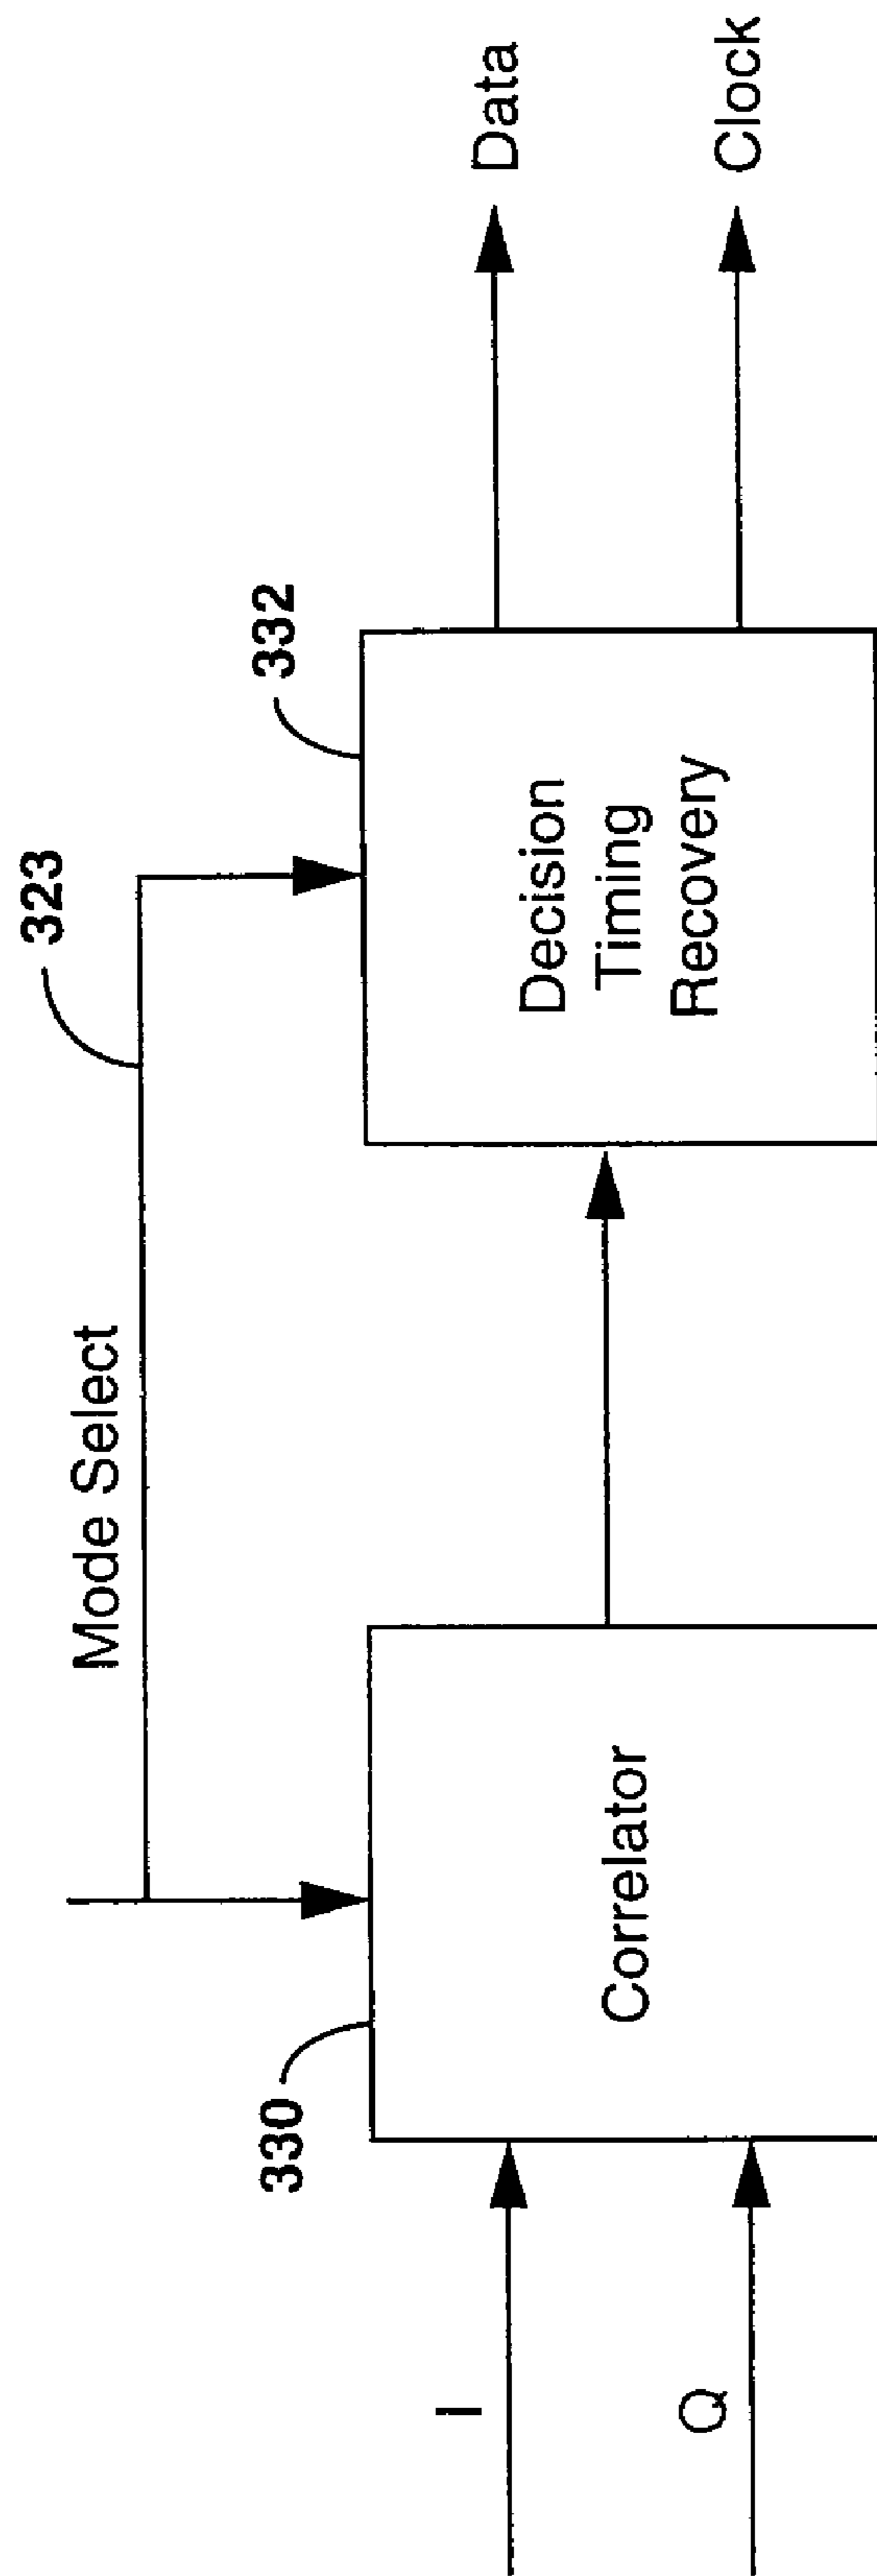 323
Mode Select
332
330
I
Q
Correlator
Decision
Timing
Recovery
Data
Clock